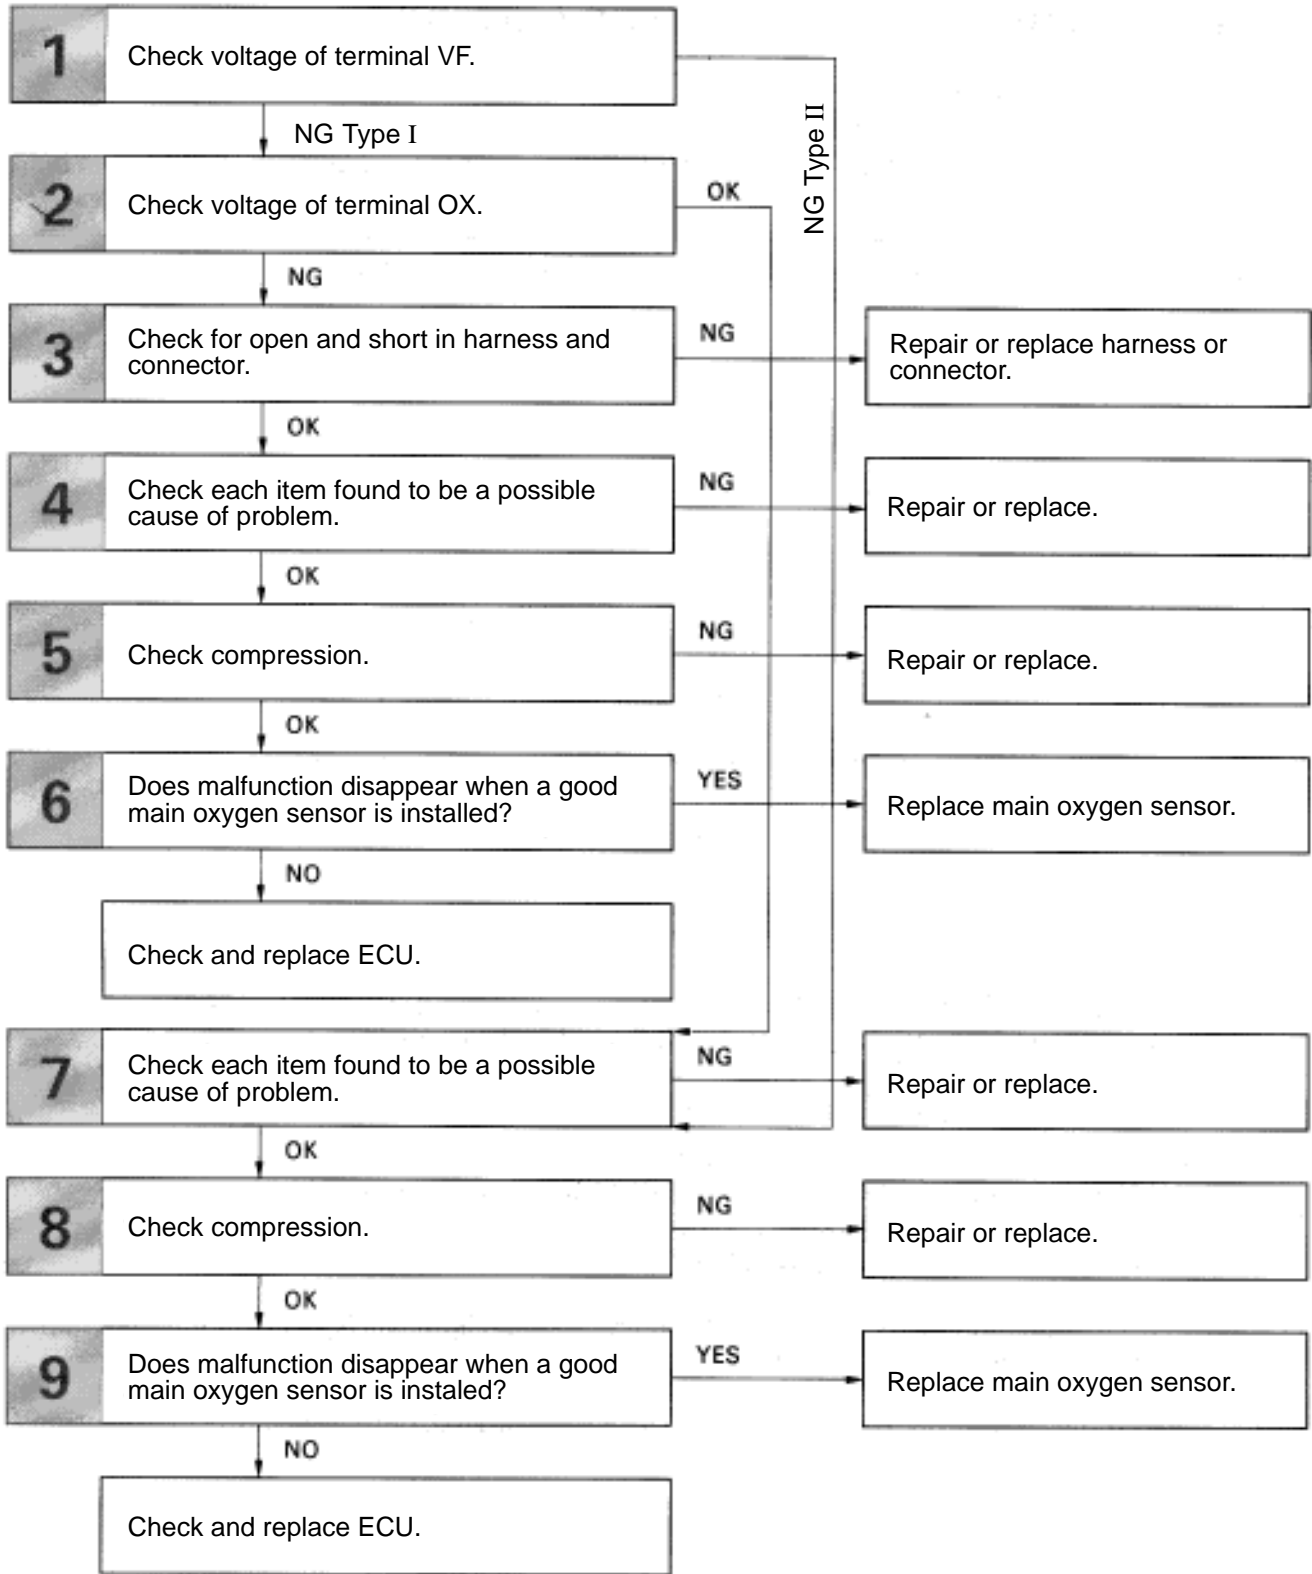 1
Check voltage of terminal VF.
NG Type I
NG Type II
2
Check voltage of terminal OX.
OK
NG
3
Check for open and short in harness and
connector.
NG
Repair or replace harness or
connector.
OK
4
Check each item found to be a possible
cause of problem.
NG
Repair or replace.
OK
5
Check compression.
NG
Repair or replace.
OK
6
Does malfunction disappear when a good
main oxygen sensor is installed?
YES
Replace main oxygen sensor.
NO
Check and replace ECU.
7
Check each item found to be a possible
cause of problem.
NG
Repair or replace.
OK
8
Check compression.
NG
Repair or replace.
OK
9
Does malfunction disappear when a good
main oxygen sensor is instaled?
YES
Replace main oxygen sensor.
NO
Check and replace ECU.